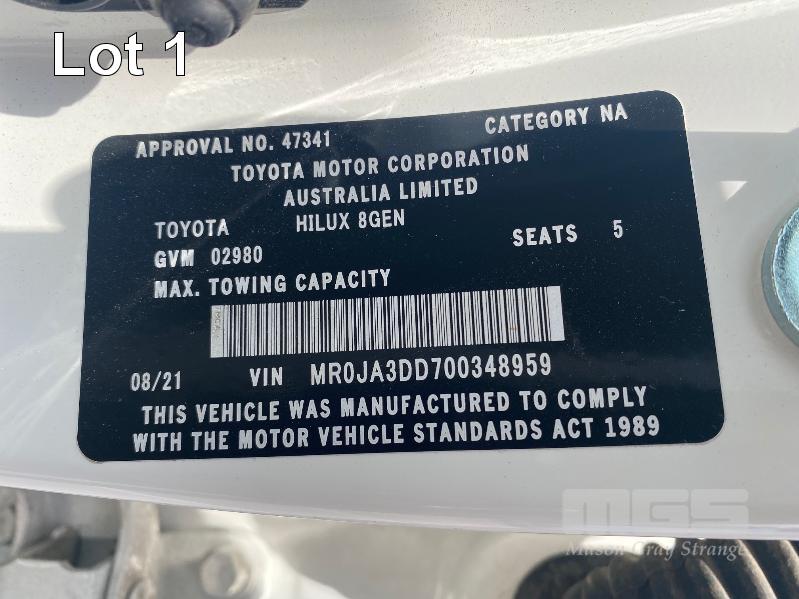 Lot 1
APPROVAL NO. 47341 CATEGORY NA
TOYOTA MOTOR CORPORATION
AUSTRALIA LIMITED
TOYOTA HILUX 8GEN
GVM 02980 SEATS 5
MAX. TOWING CAPACITY
08/21 VIN MR0JA3DD700348959
THIS VEHICLE WAS MANUFACTURED TO COMPLY
WITH THE MOTOR VEHICLE STANDARDS ACT 1989
MGS
Mason Gray Strange